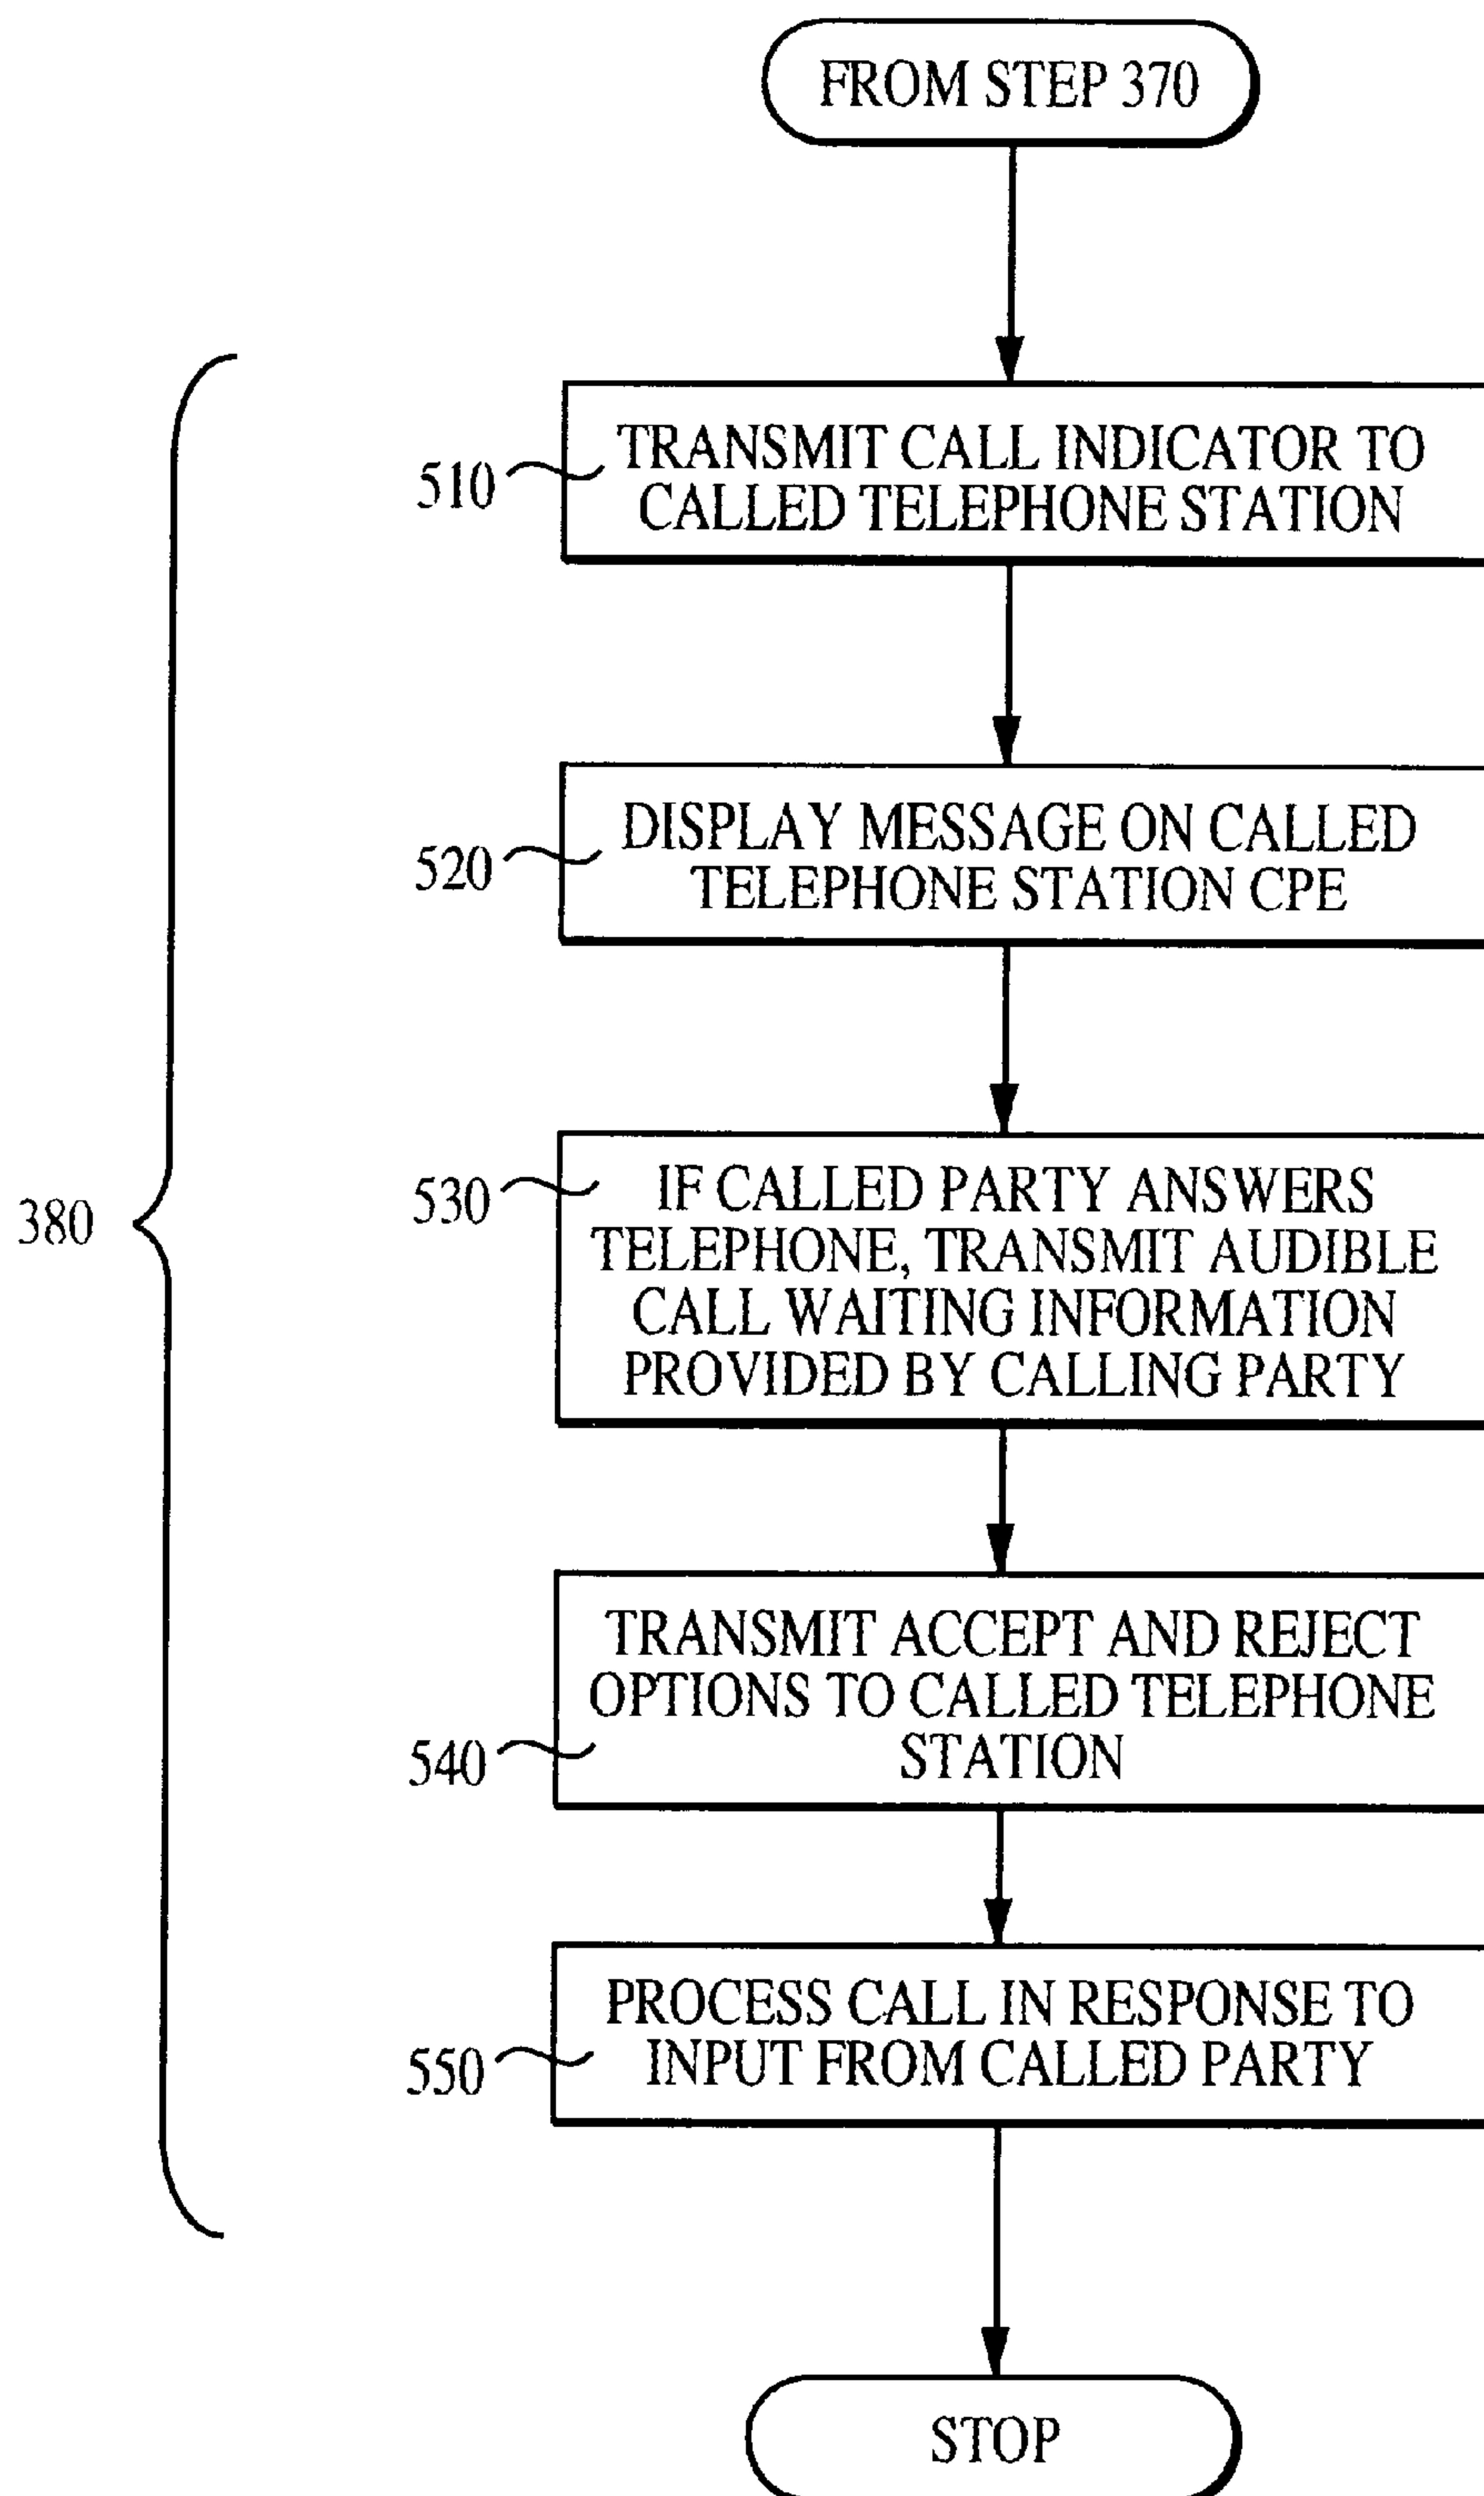 FROM STEP 370
510
TRANSMIT CALL INDICATOR TO
CALLED TELEPHONE STATION
520
DISPLAY MESSAGE ON CALLED
TELEPHONE STATION CPE
380
530
IF CALLED PARTY ANSWERS
TELEPHONE, TRANSMIT AUDIBLE
CALL WAITING INFORMATION
PROVIDED BY CALLING PARTY
540
TRANSMIT ACCEPT AND REJECT
OPTIONS TO CALLED TELEPHONE
STATION
550
PROCESS CALL IN RESPONSE TO
INPUT FROM CALLED PARTY
STOP